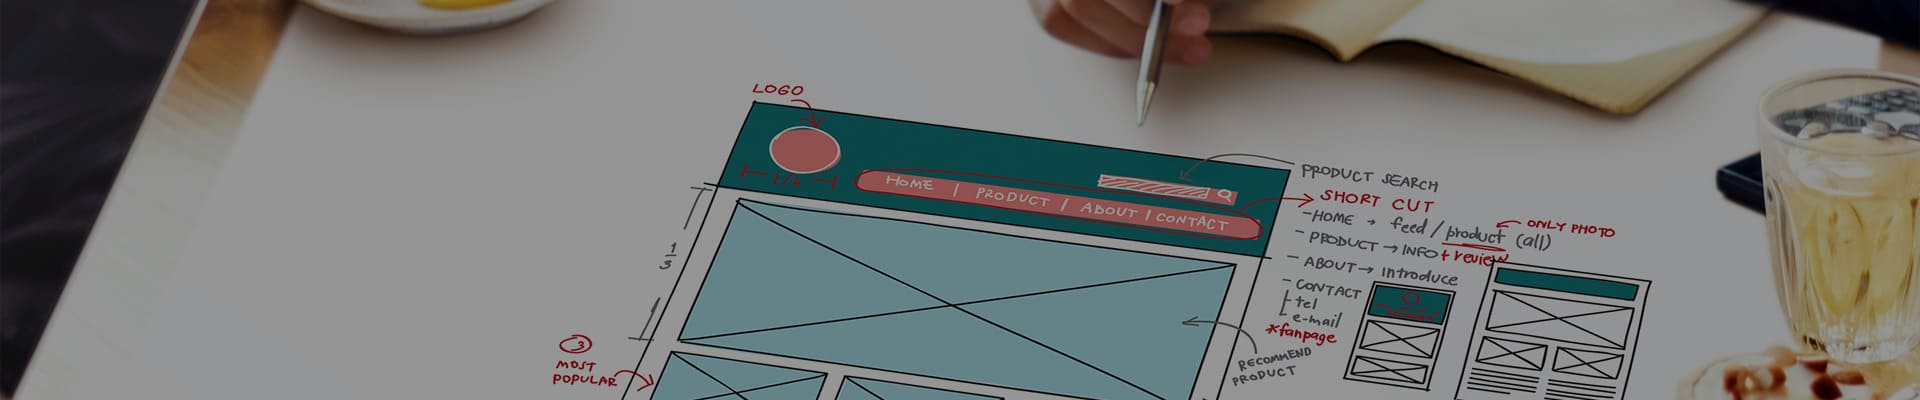 LOGO
1/4
HOME | PRODUCT | ABOUT | CONTACT
PRODUCT SEARCH
SHORT CUT
- HOME → feed / product (all)
ONLY PHOTO
- PRODUCT → INFO + review
- ABOUT → introduce
- CONTACT
tel
e-mail
*fanpage
1/3
RECOMMEND
PRODUCT
3
MOST
POPULAR